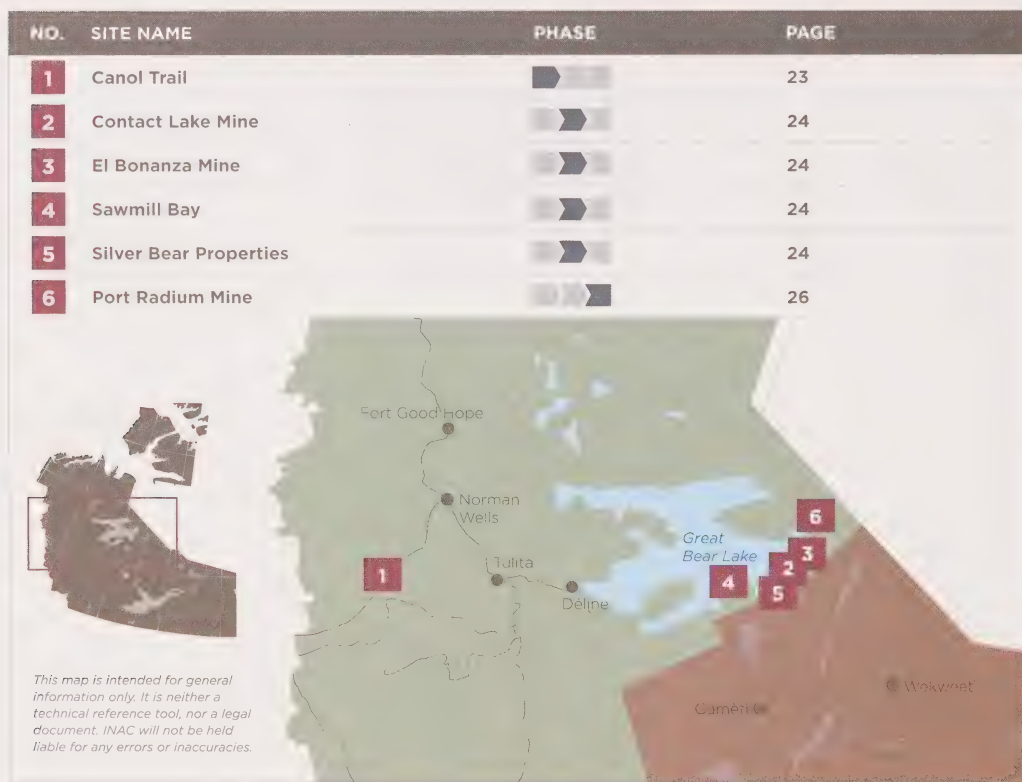 NO. SITE NAME PHASE PAGE
1 Canol Trail 23
2 Contact Lake Mine 24
3 El Bonanza Mine 24
4 Sawmill Bay 24
5 Silver Bear Properties 24
6 Port Radium Mine 26
Fort Good Hope
Norman
Wells
6
Great
Bear Lake
3
1
Tulita
2
4
5
Déline
This map is intended for general
information only. It is neither a
technical reference tool, nor a legal
document. INAC will not be held
liable for any errors or inaccuracies.
Wekweètì
Gamètì